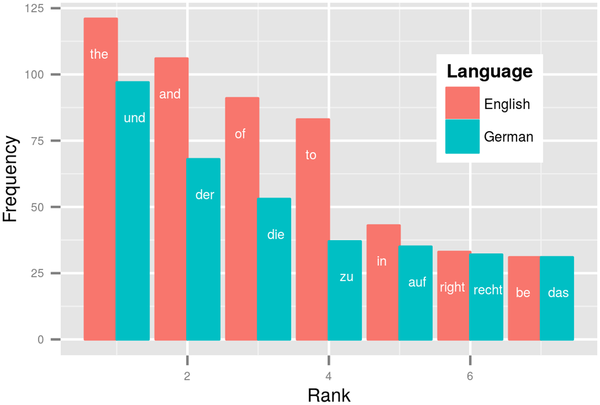 125
100
75
50
25
0
Frequency
the
and
of
to
in
right
be
und
der
die
zu
auf
recht
das
Language
English
German
2
4
6
Rank